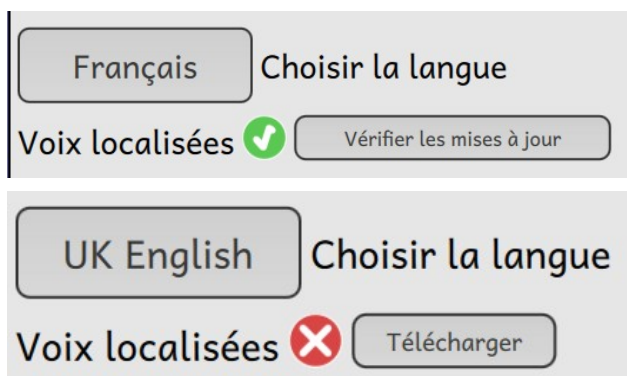 Français Choisir la langue
Voix localisées Vérifier les mises à jour
UK English Choisir la langue
Voix localisées Télécharger